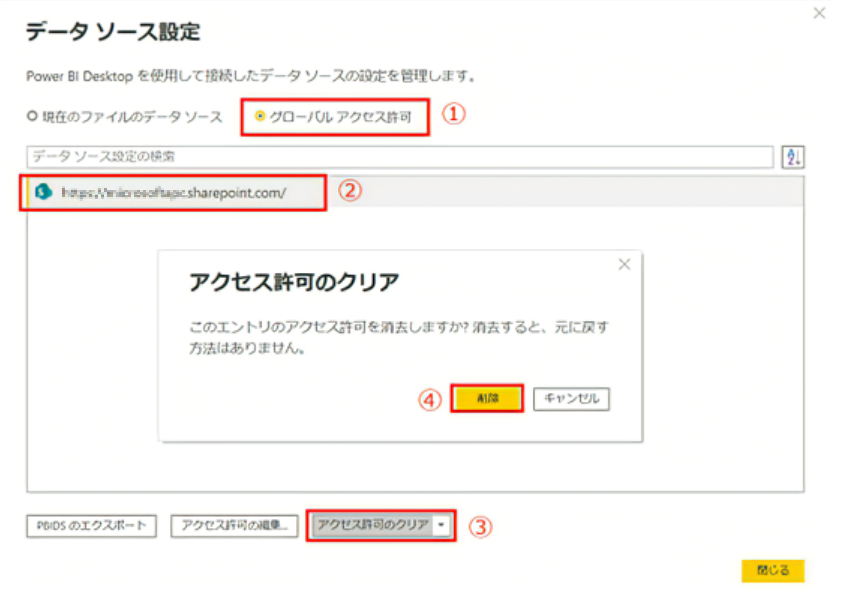 データ ソース設定
Power BI Desktop を使用して接続したデータ ソースの設定を管理します。
現在のファイルのデータ ソース
グローバル アクセス許可
①
データ ソース設定の検索
sharepoint.com/
②
アクセス許可のクリア
このエントリのアクセス許可を消去しますか? 消去すると、元に戻す
方法はありません。
④
削除
キャンセル
PBIDS のエクスポート
アクセス許可の編集...
アクセス許可のクリア
③
閉じる